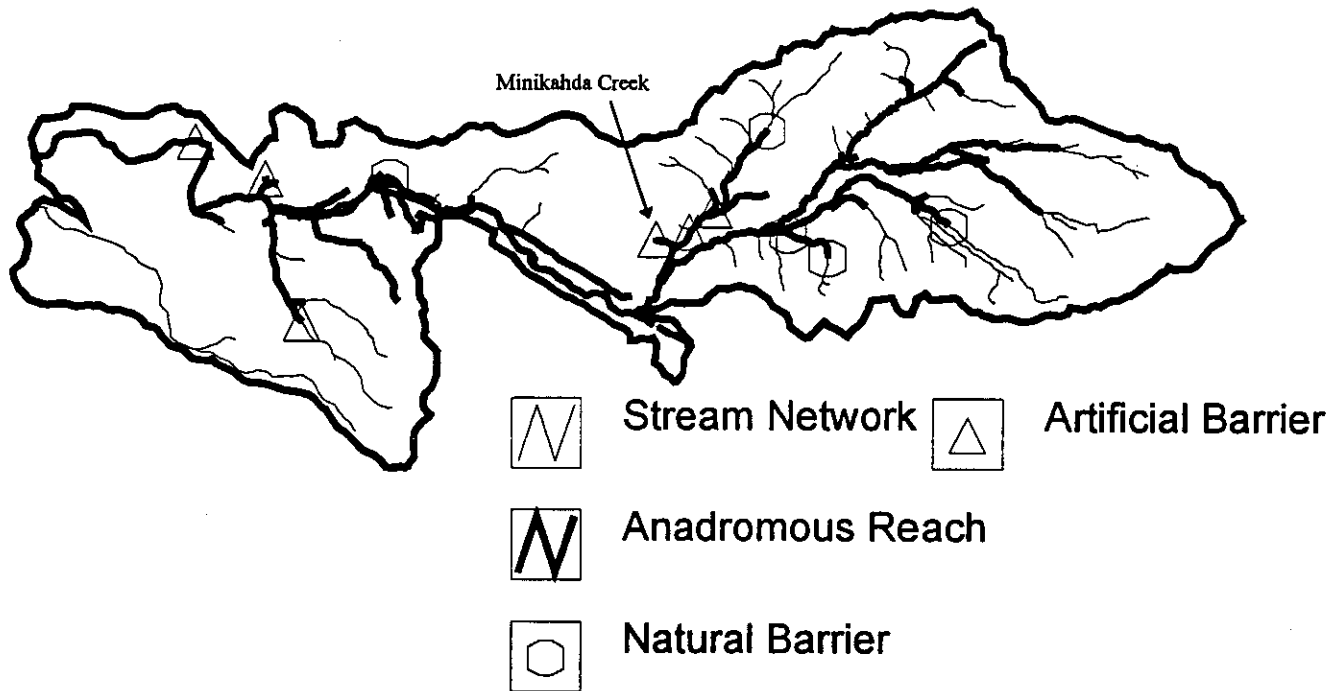 Minikahda Creek
Stream Network
Artificial Barrier
Anadromous Reach
Natural Barrier